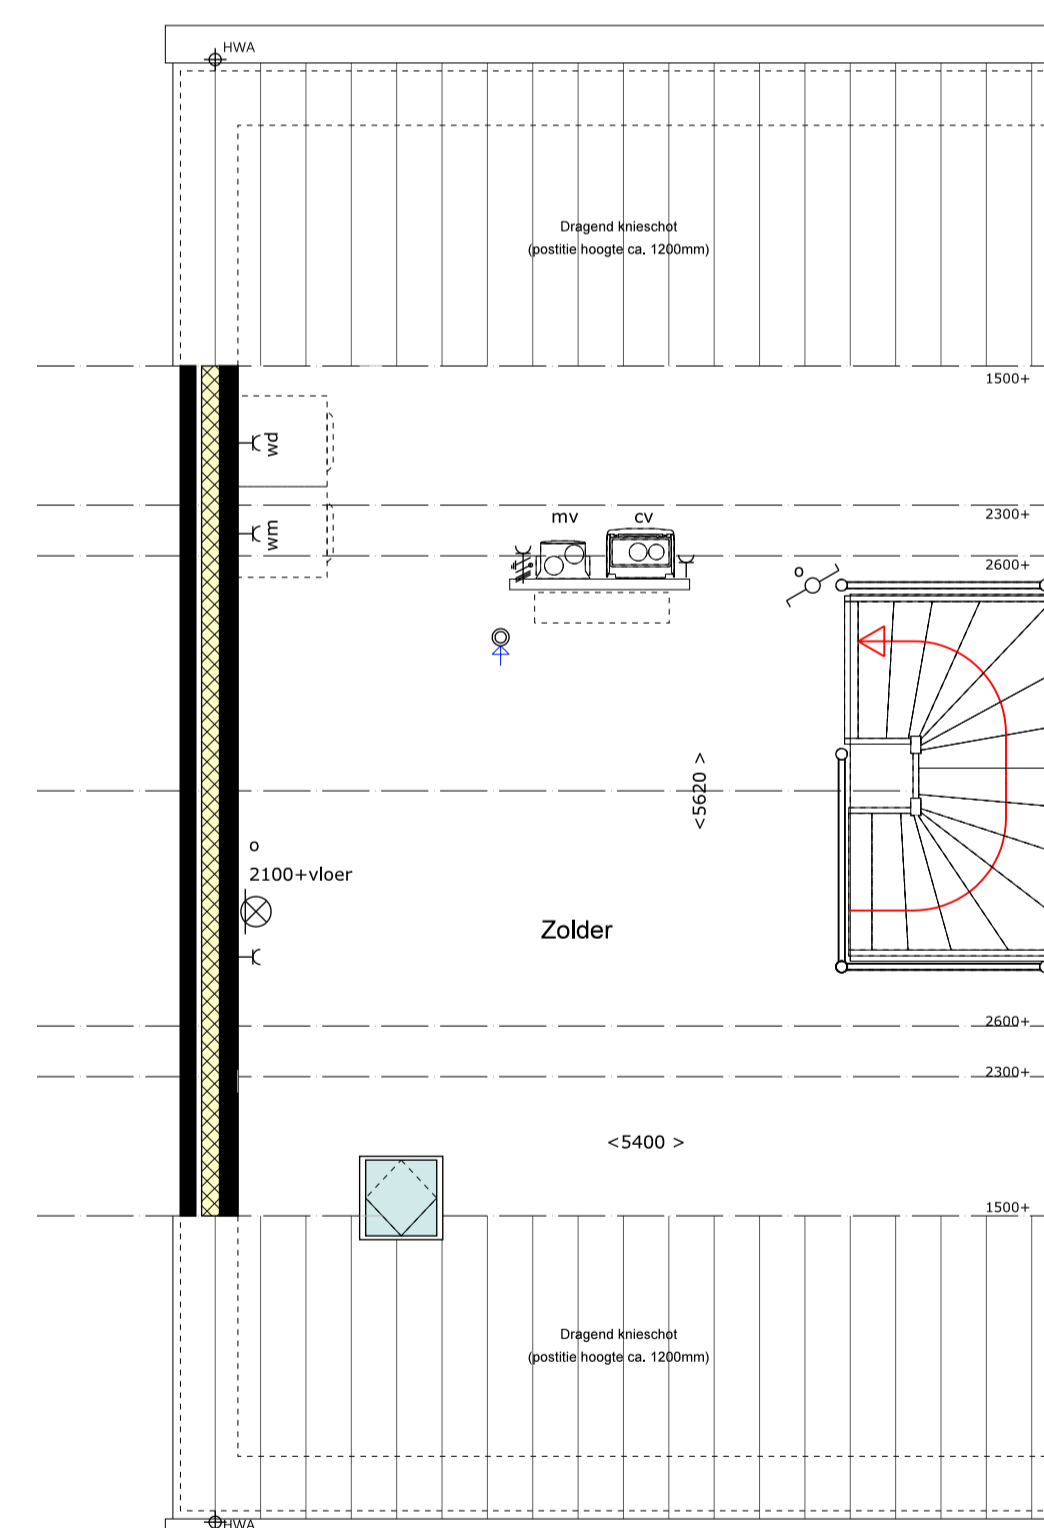 HWA
Dragend knieschot
(postitie hoogte ca. 1200mm)
1500+
wd
2300+
mv
cv
wm
2600+
o
<5620 >
o
2100+vloer
Zolder
2600+
2300+
<5400 >
1500+
Dragend knieschot
(postitie hoogte ca. 1200mm)
HWA